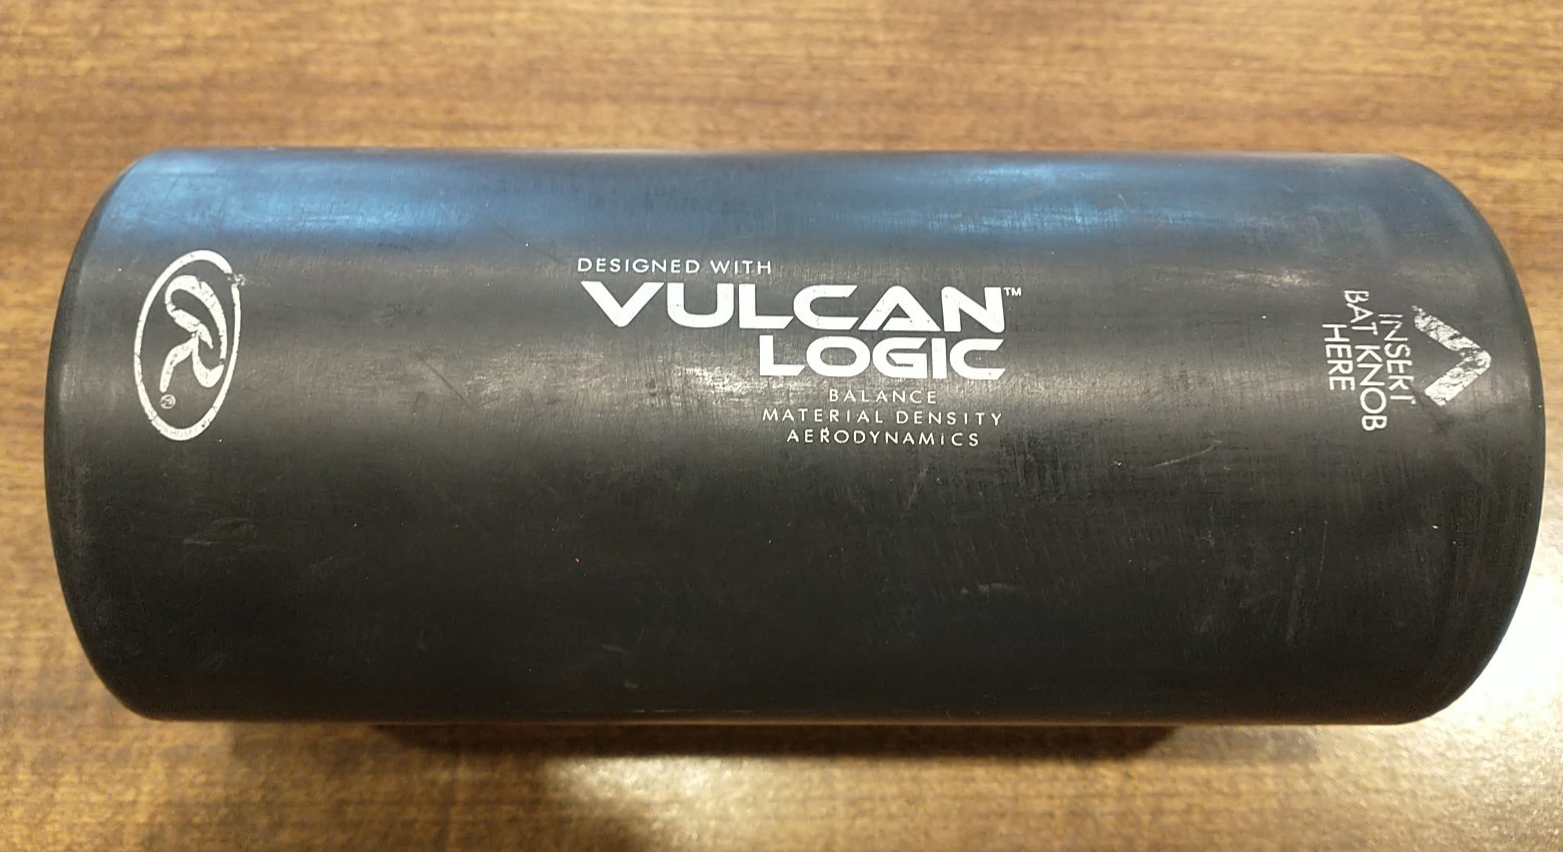 R
®
DESIGNED WITH
VULCAN™
LOGIC
BALANCE
MATERIAL DENSITY
AERODYNAMICS
INSERT
BAT KNOB
HERE